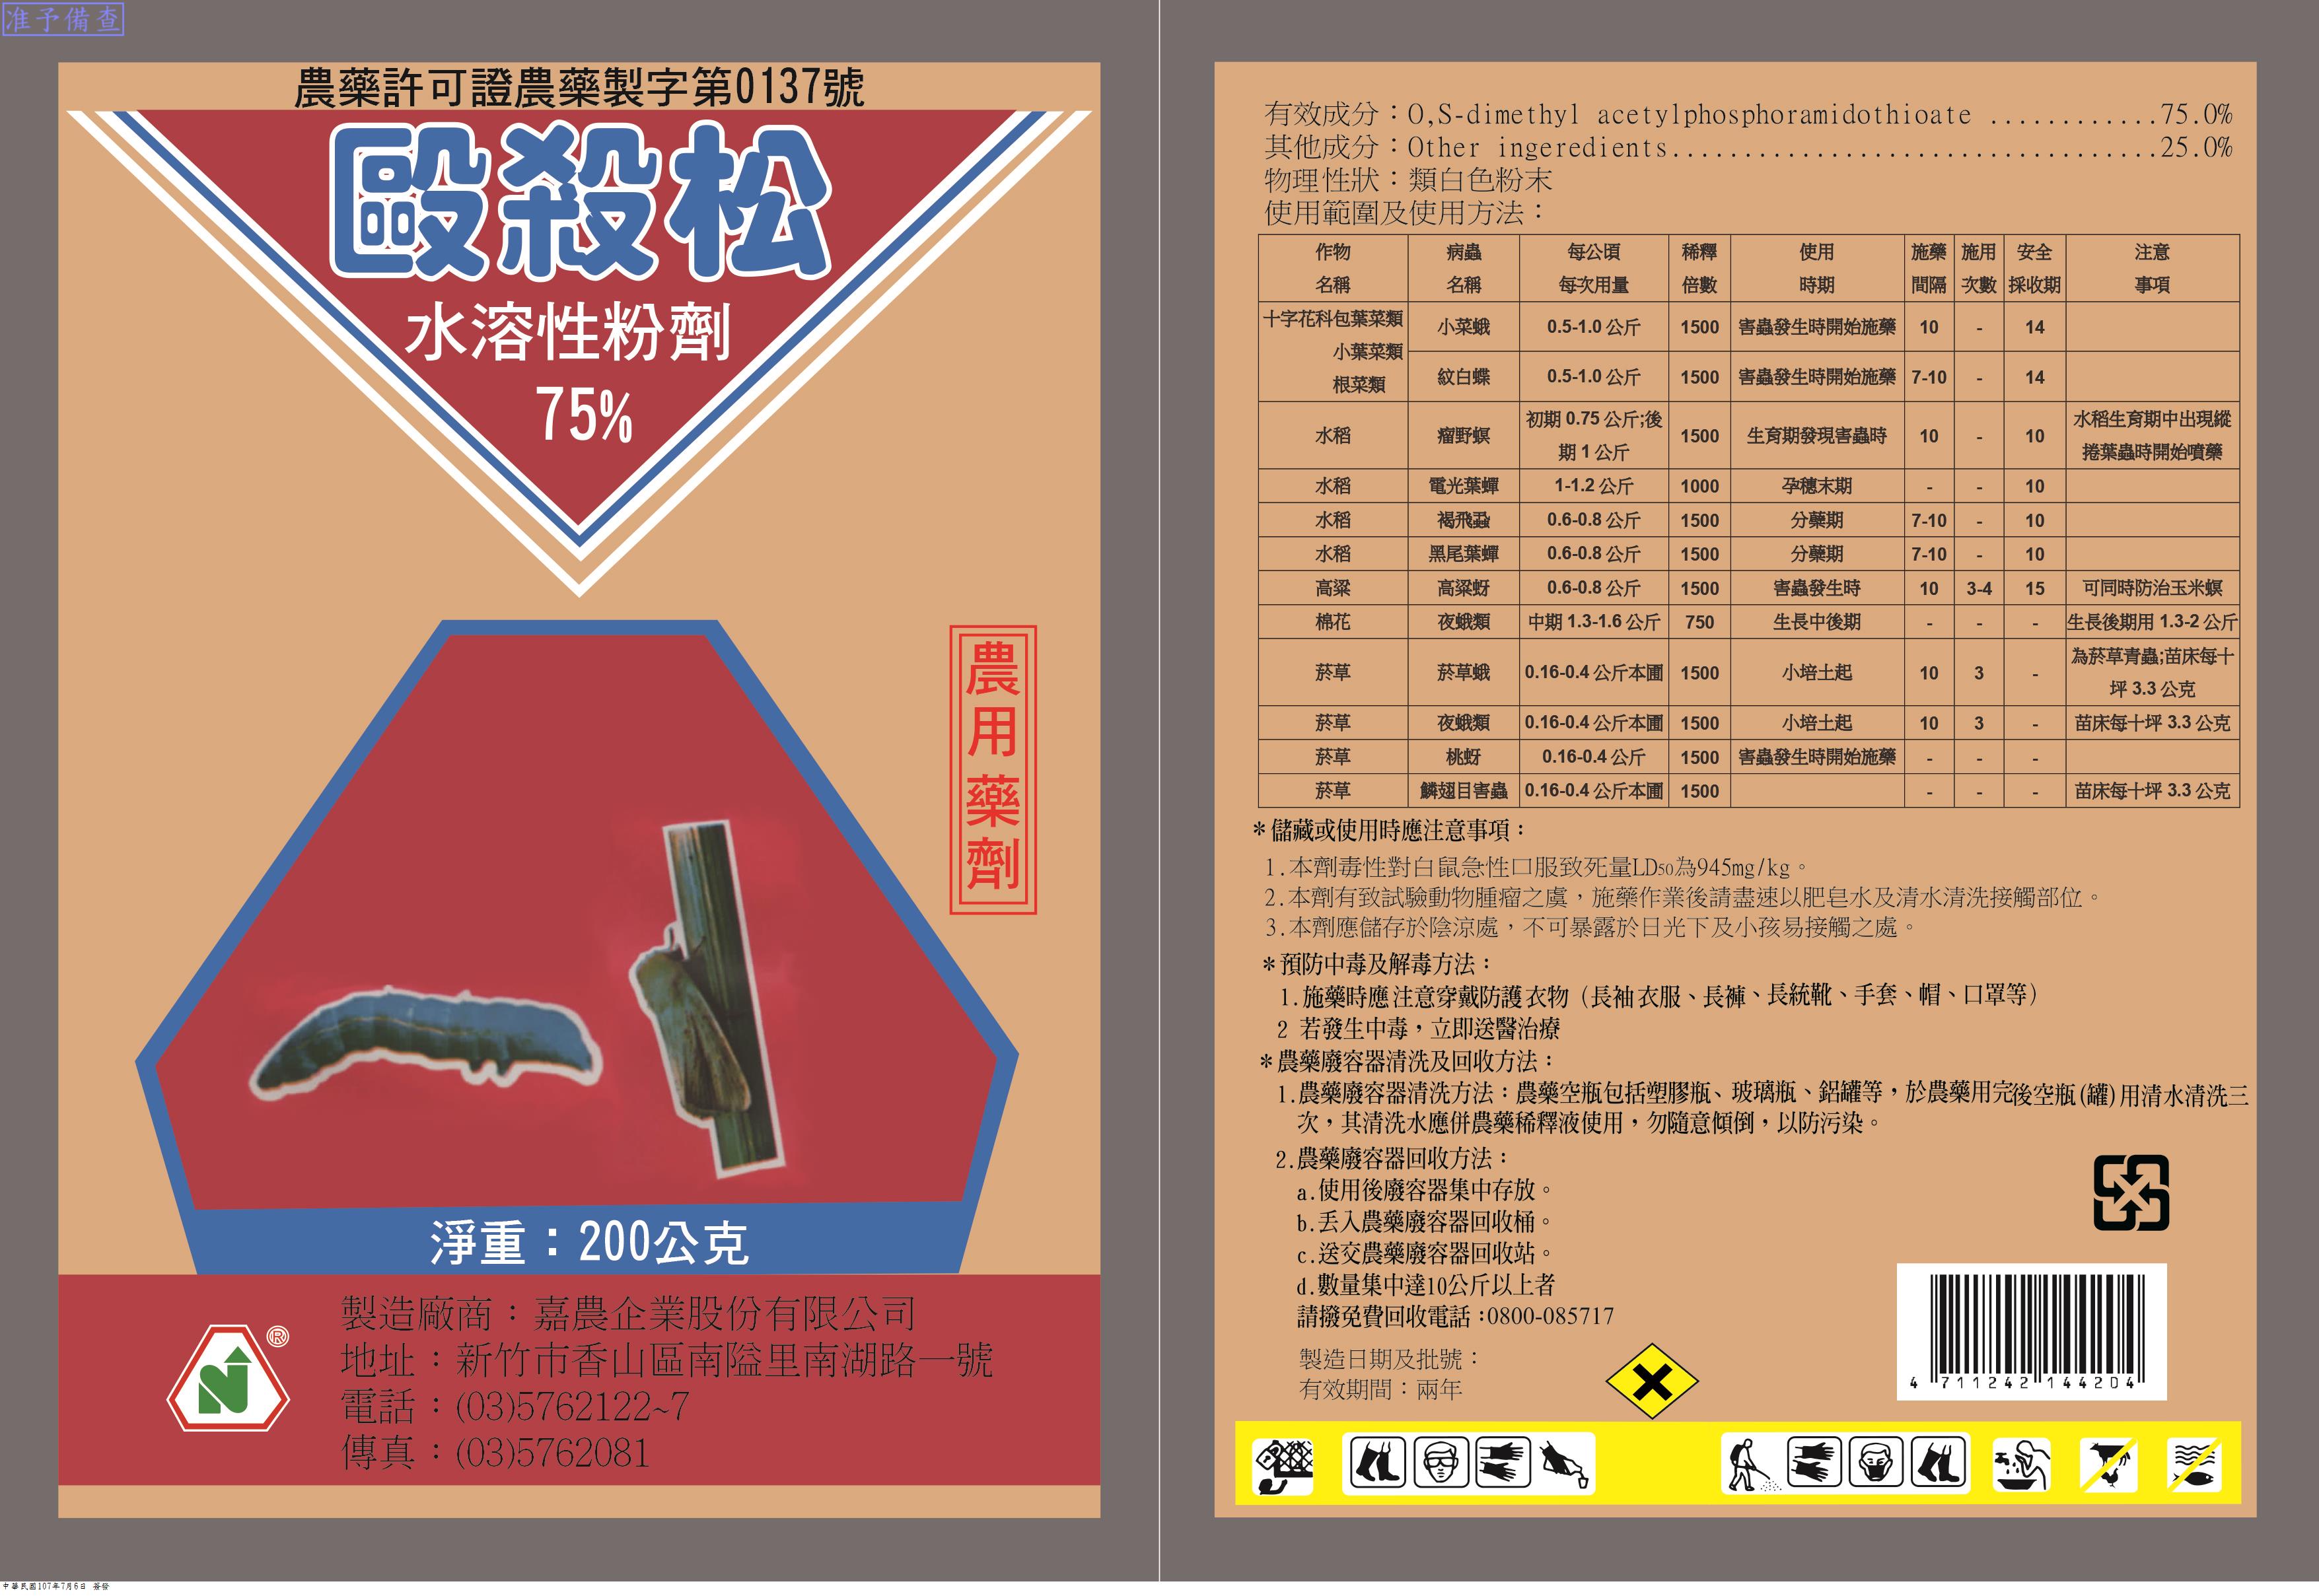 准予備查
農藥許可證農藥製字第0137號
毆殺松
水溶性粉劑
75%
農用藥劑
淨重：200公克
®
製造廠商：嘉農企業股份有限公司
地址：新竹市香山區南隘里南湖路一號
電話：(03)5762122~7
傳真：(03)5762081
中華民國107年7月6日 簽發
有效成分：O,S-dimethyl acetylphosphoramidothioate ............75.0%
其他成分：Other ingeredients..................................25.0%
物理性狀：類白色粉末
使用範圍及使用方法：
作物名稱 病蟲名稱 每公頃每次用量 稀釋倍數 使用時期 施藥間隔 施用次數 安全採收期 注意事項
十字花科包葉菜類 小葉菜類 根菜類 小菜蛾 0.5-1.0 公斤 1500 害蟲發生時開始施藥 10 - 14
紋白蝶 0.5-1.0 公斤 1500 害蟲發生時開始施藥 7-10 - 14
水稻 瘤野螟 初期 0.75 公斤;後期 1 公斤 1500 生育期發現害蟲時 10 - 10 水稻生育期中出現縱捲葉蟲時開始噴藥
水稻 電光葉蟬 1-1.2 公斤 1000 孕穗末期 - - 10
水稻 褐飛蝨 0.6-0.8 公斤 1500 分蘗期 7-10 - 10
水稻 黑尾葉蟬 0.6-0.8 公斤 1500 分蘗期 7-10 - 10
高粱 高粱蚜 0.6-0.8 公斤 1500 害蟲發生時 10 3-4 15 可同時防治玉米螟
棉花 夜蛾類 中期 1.3-1.6 公斤 750 生長中後期 - - - 生長後期用 1.3-2 公斤
菸草 菸草蛾 0.16-0.4 公斤本圃 1500 小培土起 10 3 - 為菸草青蟲;苗床每十坪 3.3 公克
菸草 夜蛾類 0.16-0.4 公斤本圃 1500 小培土起 10 3 - 苗床每十坪 3.3 公克
菸草 桃蚜 0.16-0.4 公斤 1500 害蟲發生時開始施藥 - - -
菸草 鱗翅目害蟲 0.16-0.4 公斤本圃 1500 - - - 苗床每十坪 3.3 公克
＊儲藏或使用時應注意事項：
1.本劑毒性對白鼠急性口服致死量LD50為945mg/kg。
2.本劑有致試驗動物腫瘤之虞，施藥作業後請盡速以肥皂水及清水清洗接觸部位。
3.本劑應儲存於陰涼處，不可暴露於日光下及小孩易接觸之處。
＊預防中毒及解毒方法：
1.施藥時應注意穿戴防護衣物（長袖衣服、長褲、長統靴、手套、帽、口罩等）
2 若發生中毒，立即送醫治療
＊農藥廢容器清洗及回收方法：
1.農藥廢容器清洗方法：農藥空瓶包括塑膠瓶、玻璃瓶、鋁罐等，於農藥用完後空瓶(罐)用清水清洗三
次，其清洗水應併農藥稀釋液使用，勿隨意傾倒，以防污染。
2.農藥廢容器回收方法：
a.使用後廢容器集中存放。
b.丟入農藥廢容器回收桶。
c.送交農藥廢容器回收站。
d.數量集中達10公斤以上者
請撥免費回收電話：0800-085717
製造日期及批號：
有效期間：兩年
4 711242 144204